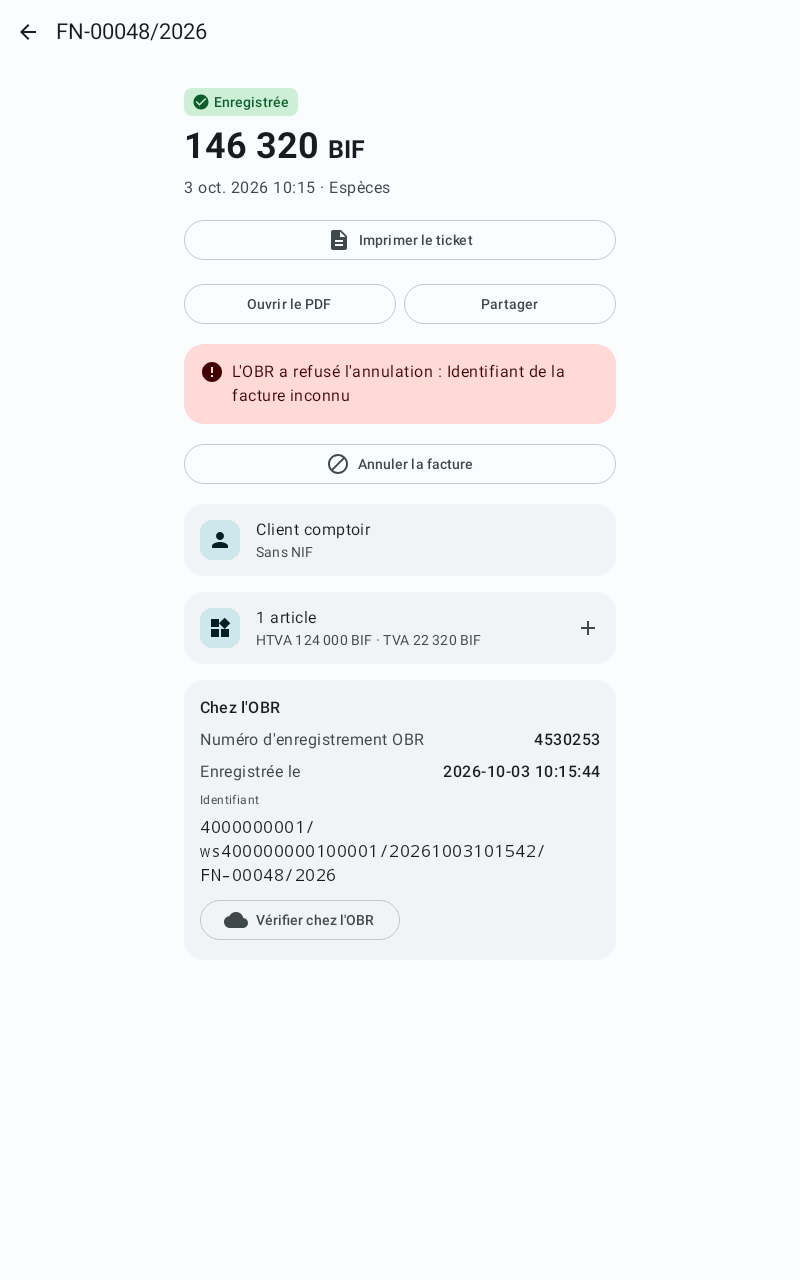 FN-00048/2026
Enregistrée
146 320 BIF
3 oct. 2026 10:15 · Espèces
Imprimer le ticket
Ouvrir le PDF
Partager
L'OBR a refusé l'annulation : Identifiant de la
facture inconnu
Annuler la facture
Client comptoir
Sans NIF
1 article
HTVA 124 000 BIF · TVA 22 320 BIF
Chez l'OBR
Numéro d'enregistrement OBR 4530253
Enregistrée le 2026-10-03 10:15:44
Identifiant
4000000001/
ws400000000100001/20261003101542/
FN-00048/2026
Vérifier chez l'OBR